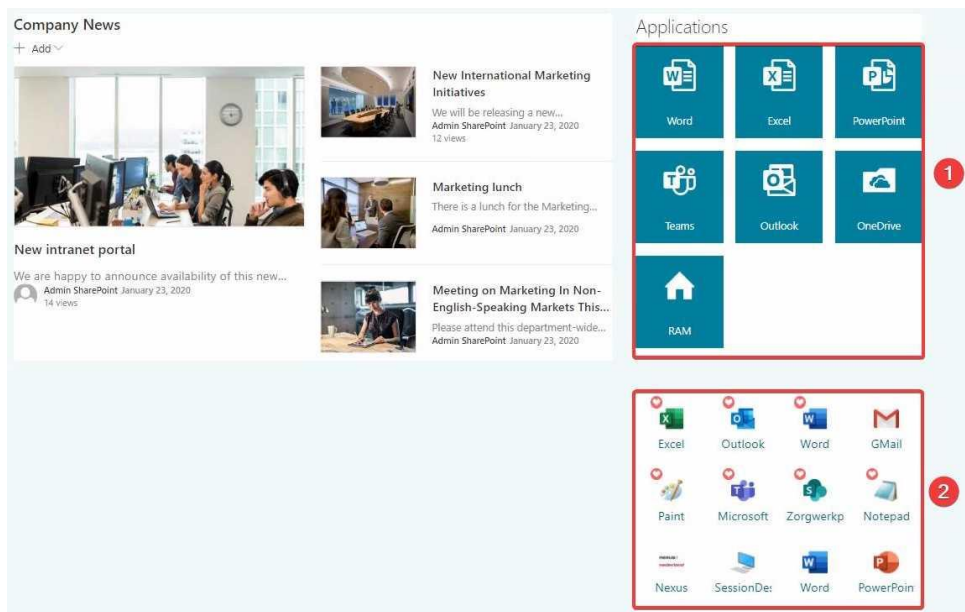 Company News
+ Add
New intranet portal
We are happy to announce availability of this new...
Admin SharePoint January 23, 2020
14 views
New International Marketing
Initiatives
We will be releasing a new...
Admin SharePoint January 23, 2020
12 views
Marketing lunch
There is a lunch for the Marketing...
Admin SharePoint January 23, 2020
Meeting on Marketing In Non-
English-Speaking Markets This...
Please attend this department-wide...
Admin SharePoint January 23, 2020
Applications
Word Excel PowerPoint
Teams Outlook OneDrive
RAM
1
Excel Outlook Word GMail
Paint Microsoft Zorgwerkp Notepad
Nexus SessionDe: Word PowerPoin
2